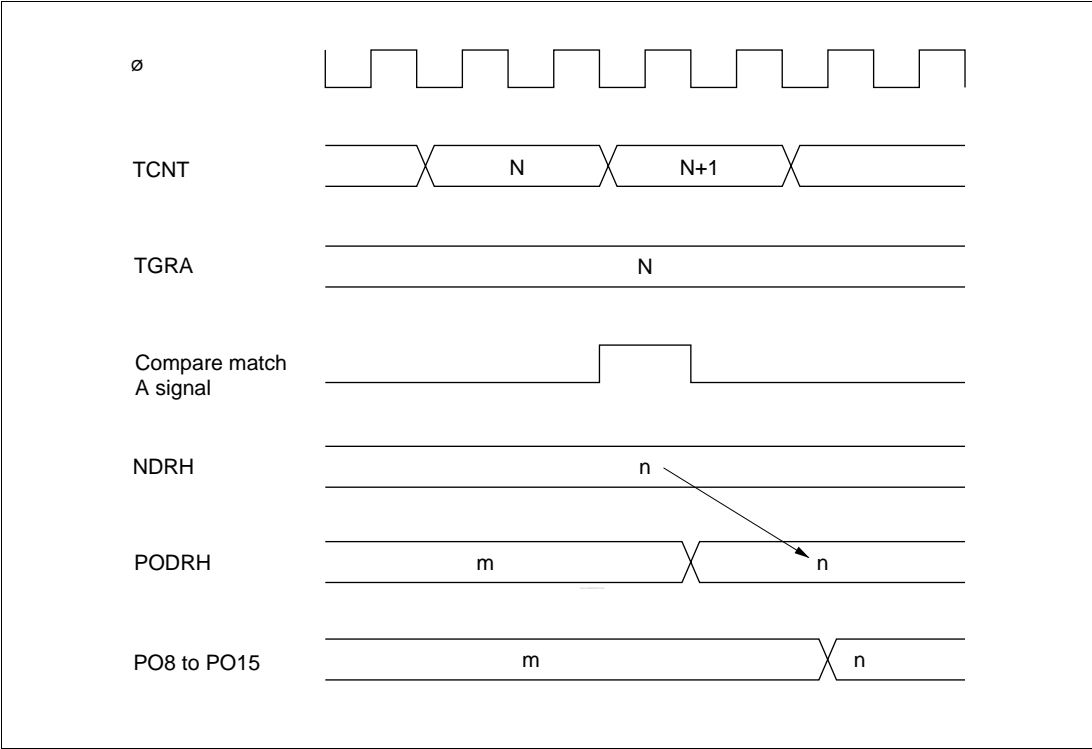 ø
TCNT N N+1
TGRA N
Compare match
A signal
NDRH n
PODRH m n
PO8 to PO15 m n